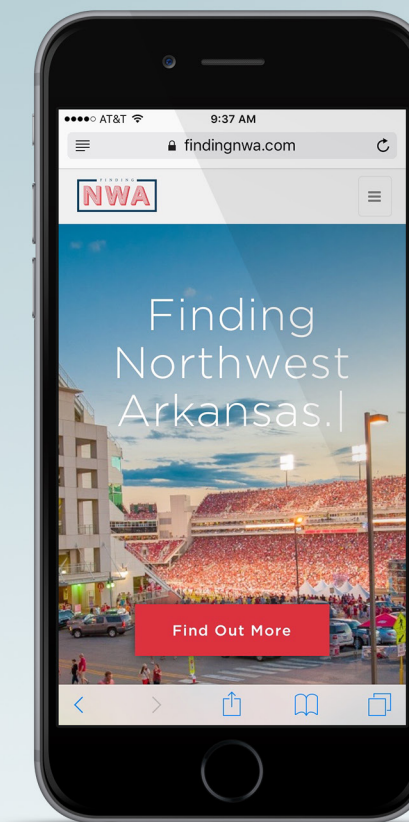 AT&T 9:37 AM
findingnwa.com
FINDING
NWA
Finding
Northwest
Arkansas.|
Find Out More